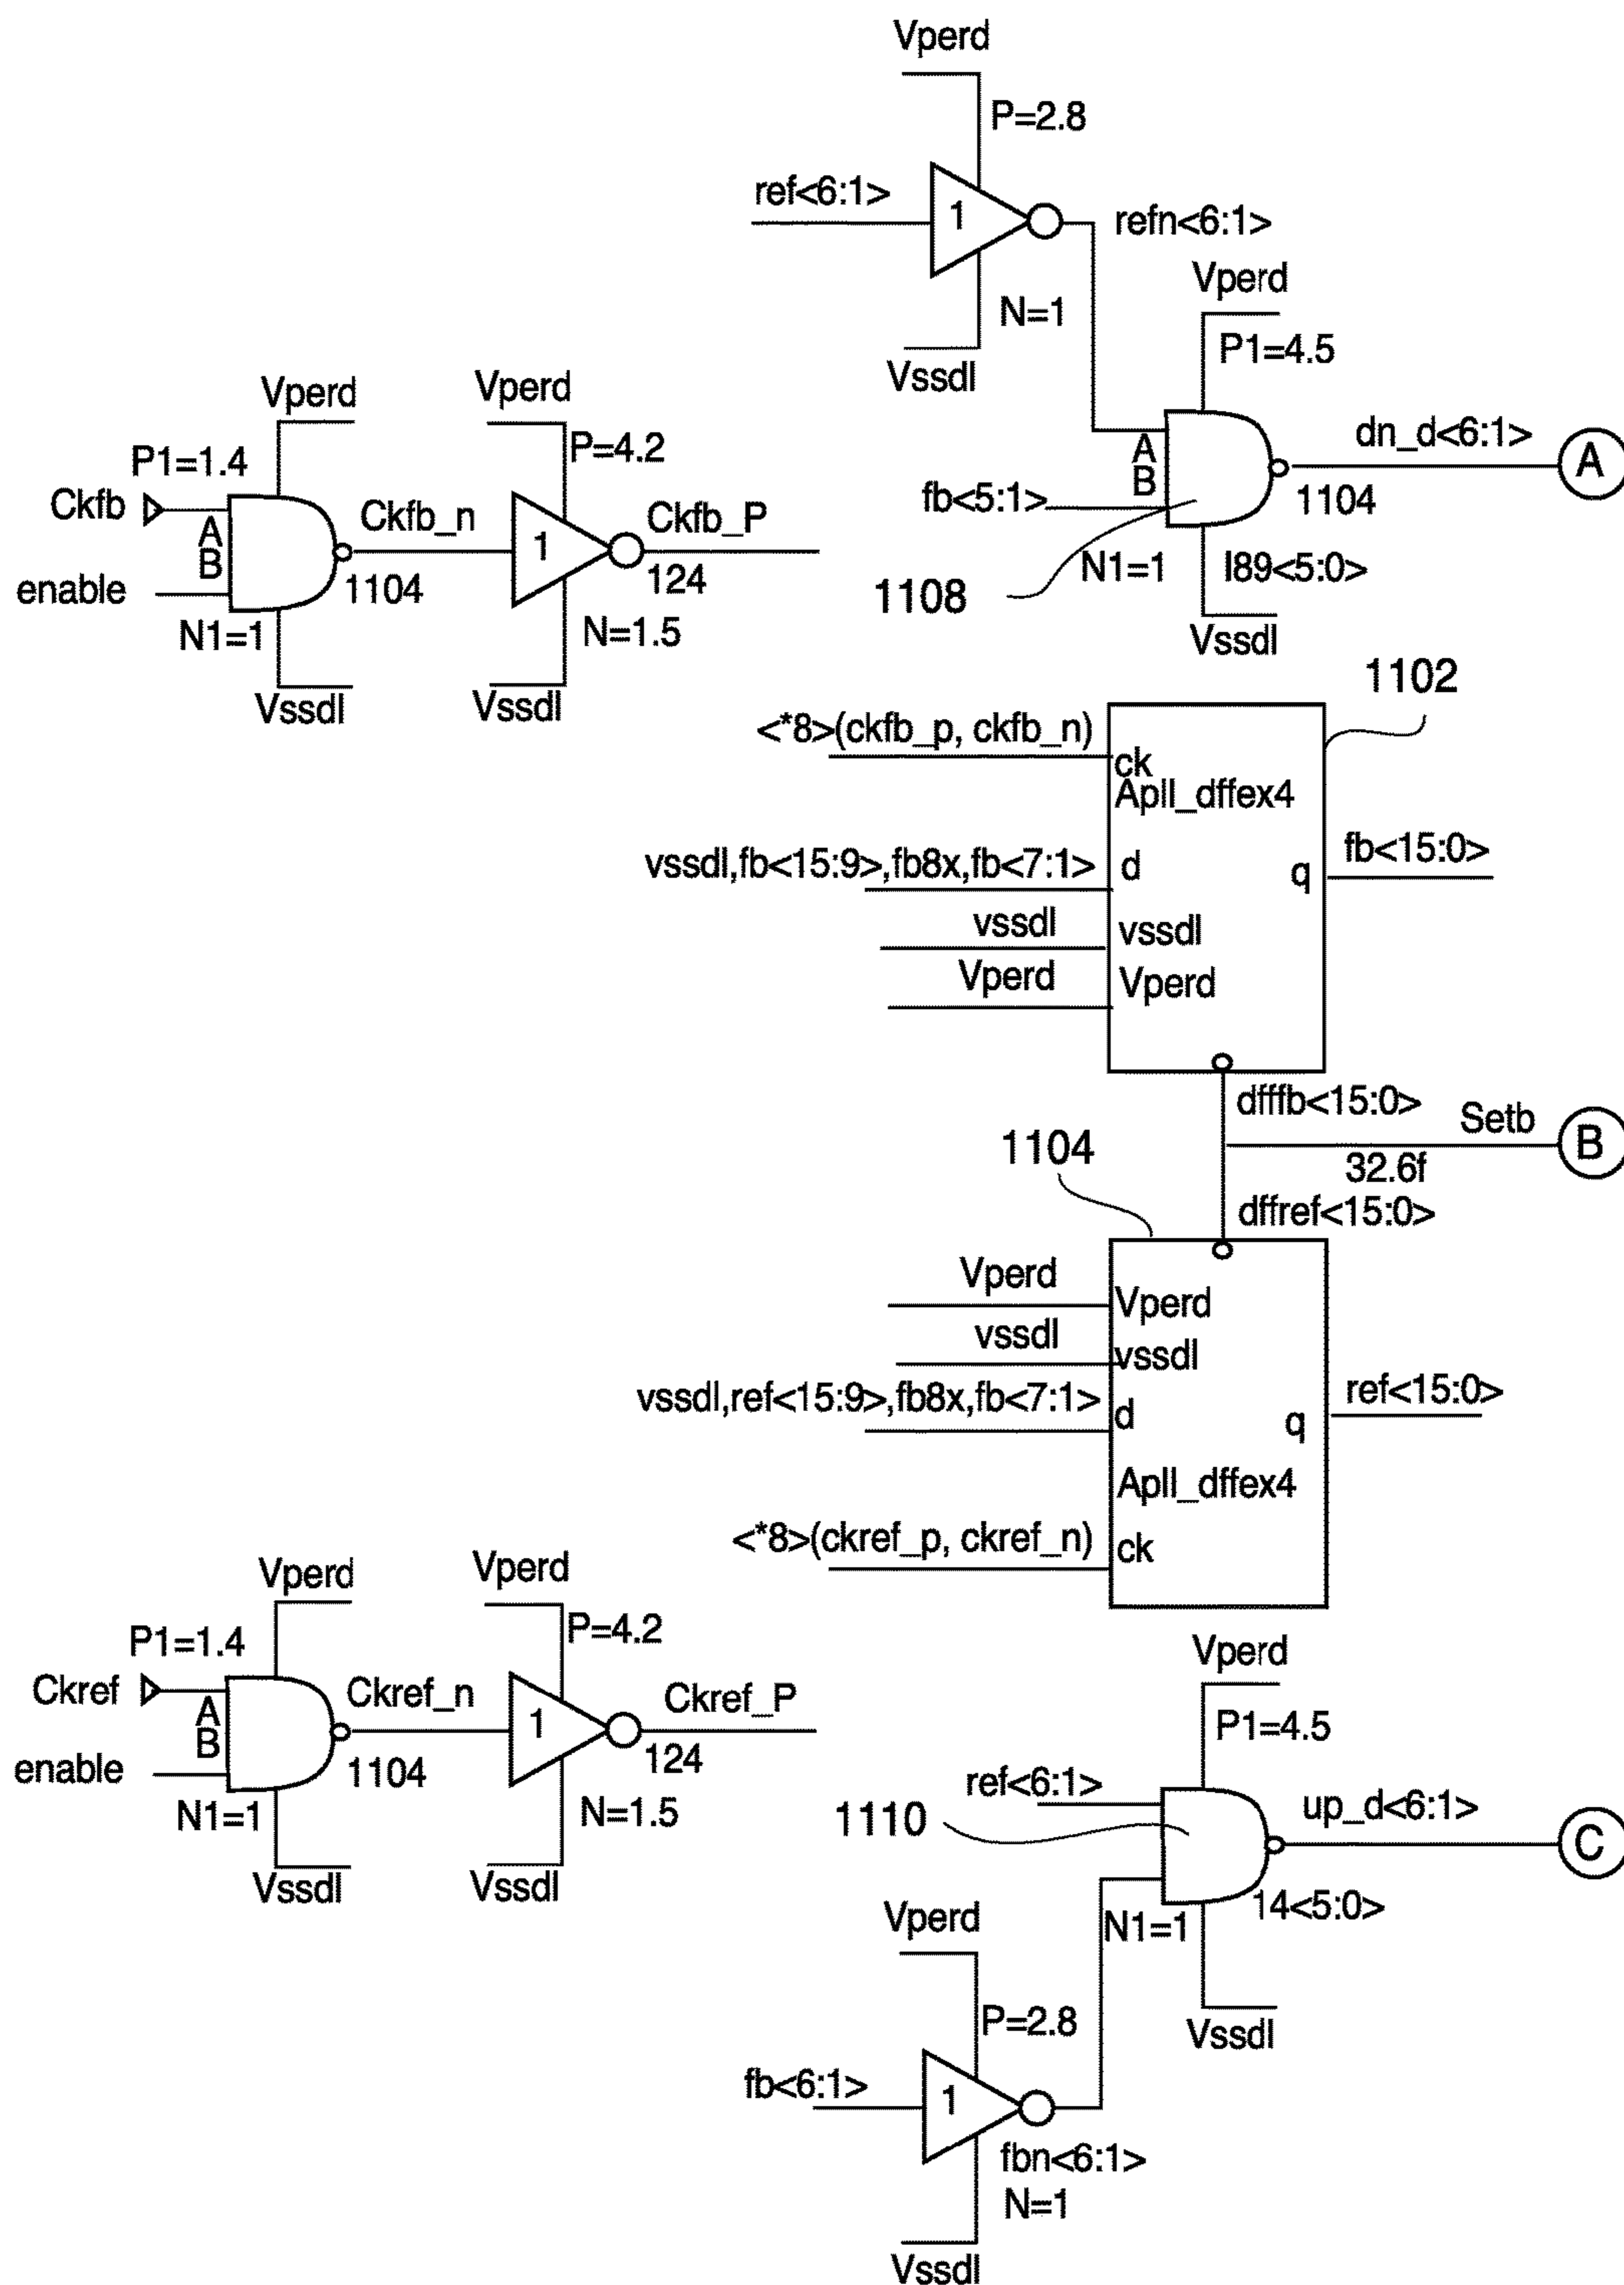 Vperd
P=2.8
ref<6:1>
1
refn<6:1>
N=1
Vssdl
Vperd
P1=4.5
A
B
dn_d<6:1>
A
fb<5:1>
1104
N1=1
I89<5:0>
1108
Vssdl
Vperd
P1=1.4
Ckfb
A
B
Ckfb_n
enable
1104
N1=1
Vssdl
Vperd
P=4.2
1
Ckfb_P
124
N=1.5
Vssdl
1102
<*8>(ckfb_p, ckfb_n)
ck
Apll_dffex4
vssdl,fb<15:9>,fb8x,fb<7:1>
d
q
fb<15:0>
vssdl
vssdl
Vperd
Vperd
dfffb<15:0>
Setb
B
32.6f
1104
dffref<15:0>
Vperd
Vperd
vssdl
vssdl
vssdl,ref<15:9>,fb8x,fb<7:1>
d
q
ref<15:0>
Apll_dffex4
<*8>(ckref_p, ckref_n)
ck
Vperd
P1=1.4
Ckref
A
B
Ckref_n
enable
1104
N1=1
Vssdl
Vperd
P=4.2
1
Ckref_P
124
N=1.5
Vssdl
Vperd
P1=4.5
ref<6:1>
1110
up_d<6:1>
C
14<5:0>
N1=1
Vssdl
Vperd
P=2.8
fb<6:1>
1
fbn<6:1>
N=1
Vssdl